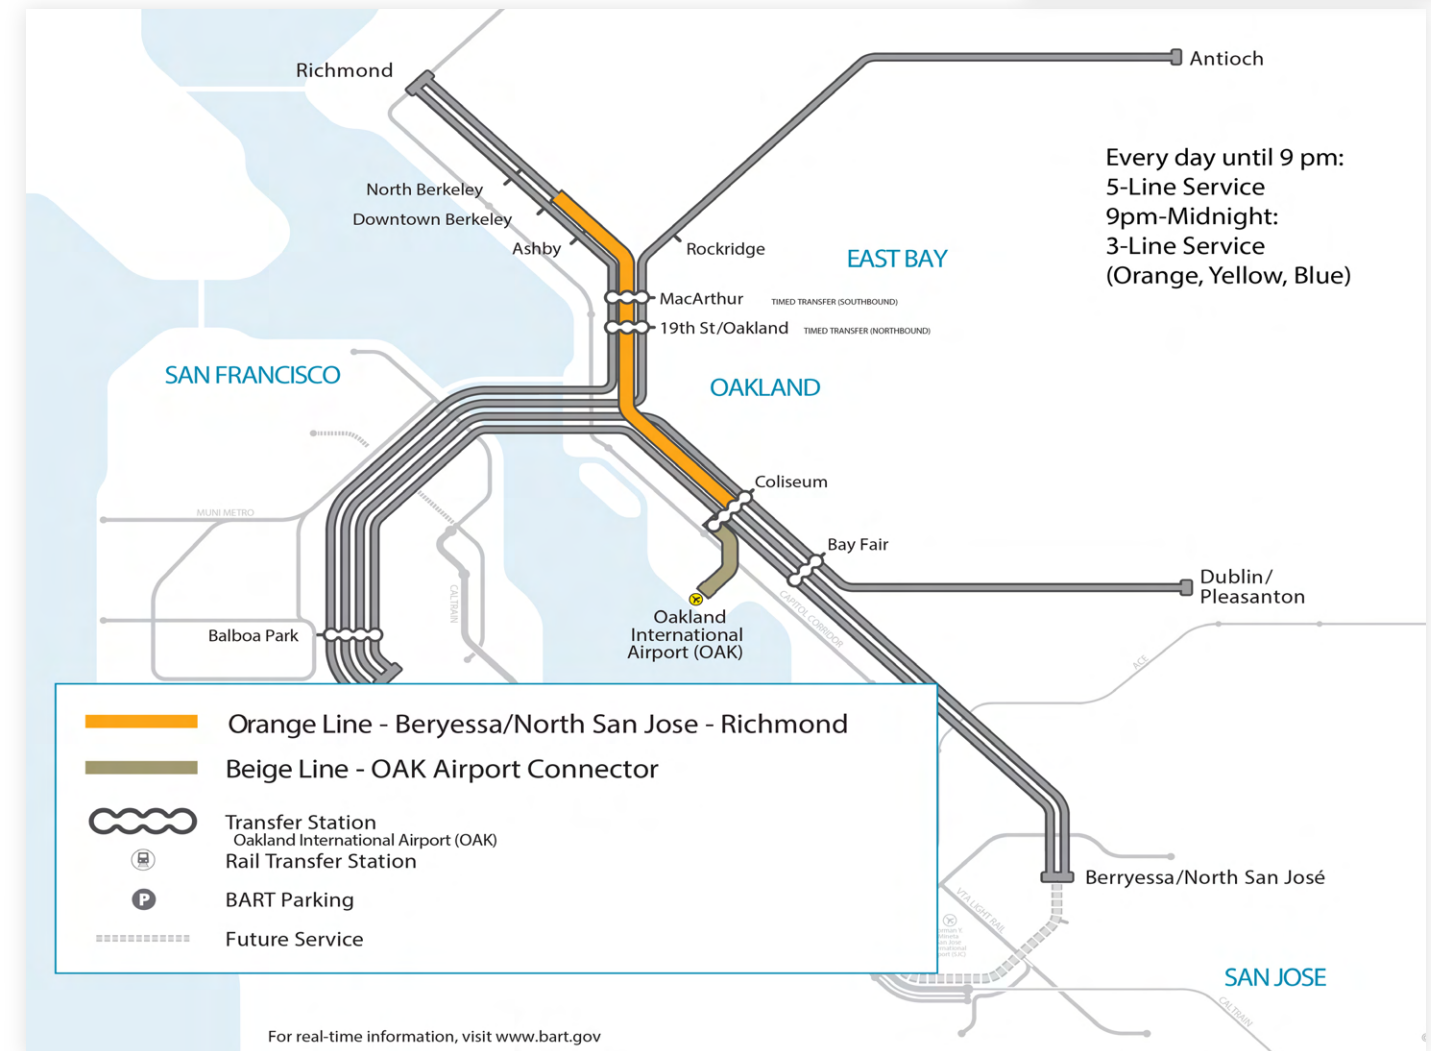 Richmond
Antioch
Every day until 9 pm:
5-Line Service
9pm-Midnight:
3-Line Service
(Orange, Yellow, Blue)
North Berkeley
Downtown Berkeley
Ashby
Rockridge
EAST BAY
MacArthur TIMED TRANSFER (SOUTHBOUND)
19th St/Oakland TIMED TRANSFER (NORTHBOUND)
SAN FRANCISCO
OAKLAND
Coliseum
MUNI METRO
Bay Fair
Dublin/
Pleasanton
CALTRAIN
CAPITOL CORRIDOR
Oakland
International
Airport (OAK)
Balboa Park
ACE
Orange Line - Beryessa/North San Jose - Richmond
Beige Line - OAK Airport Connector
Transfer Station
Oakland International Airport (OAK)
Rail Transfer Station
P
BART Parking
Future Service
Berryessa/North San José
VTA LIGHT RAIL
SAN JOSE
CALTRAIN
For real-time information, visit www.bart.gov